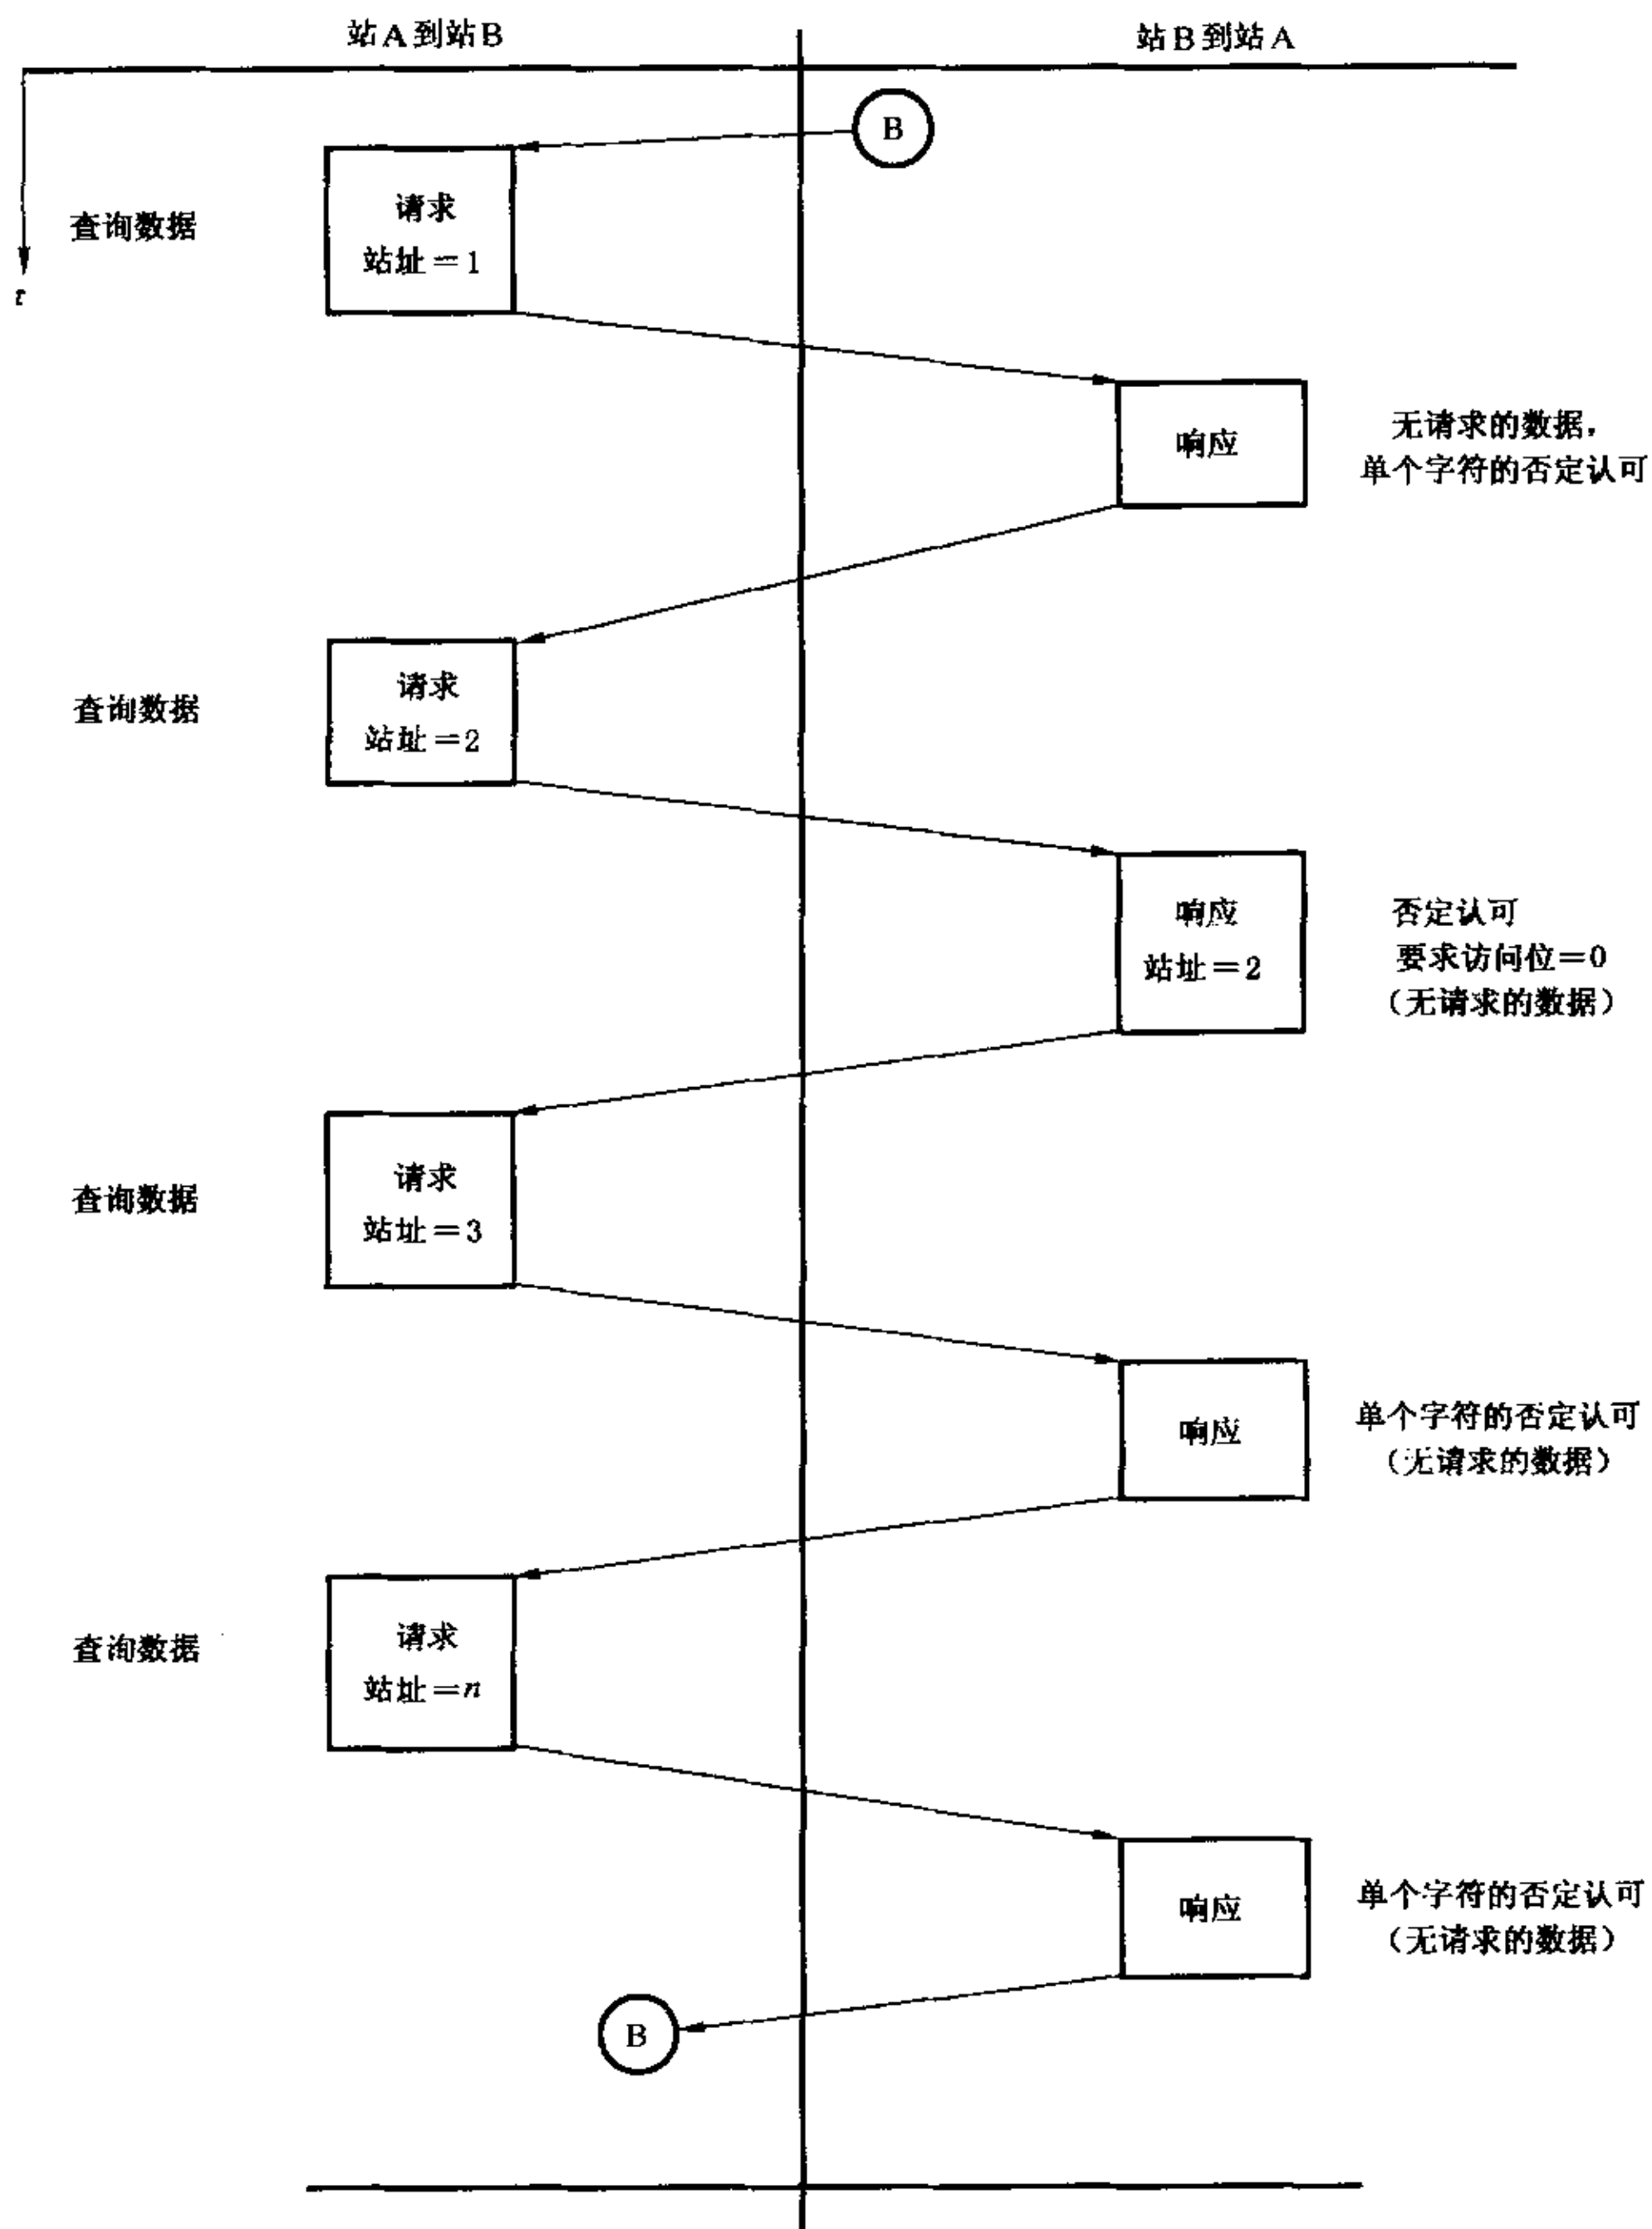 站A到站B
站B到站A
B
t
查询数据
请求
站址=1
响应
无请求的数据,
单个字符的否定认可
查询数据
请求
站址=2
响应
站址=2
否定认可
要求访问位=0
(无请求的数据)
查询数据
请求
站址=3
响应
单个字符的否定认可
(无请求的数据)
查询数据
请求
站址=n
响应
单个字符的否定认可
(无请求的数据)
B